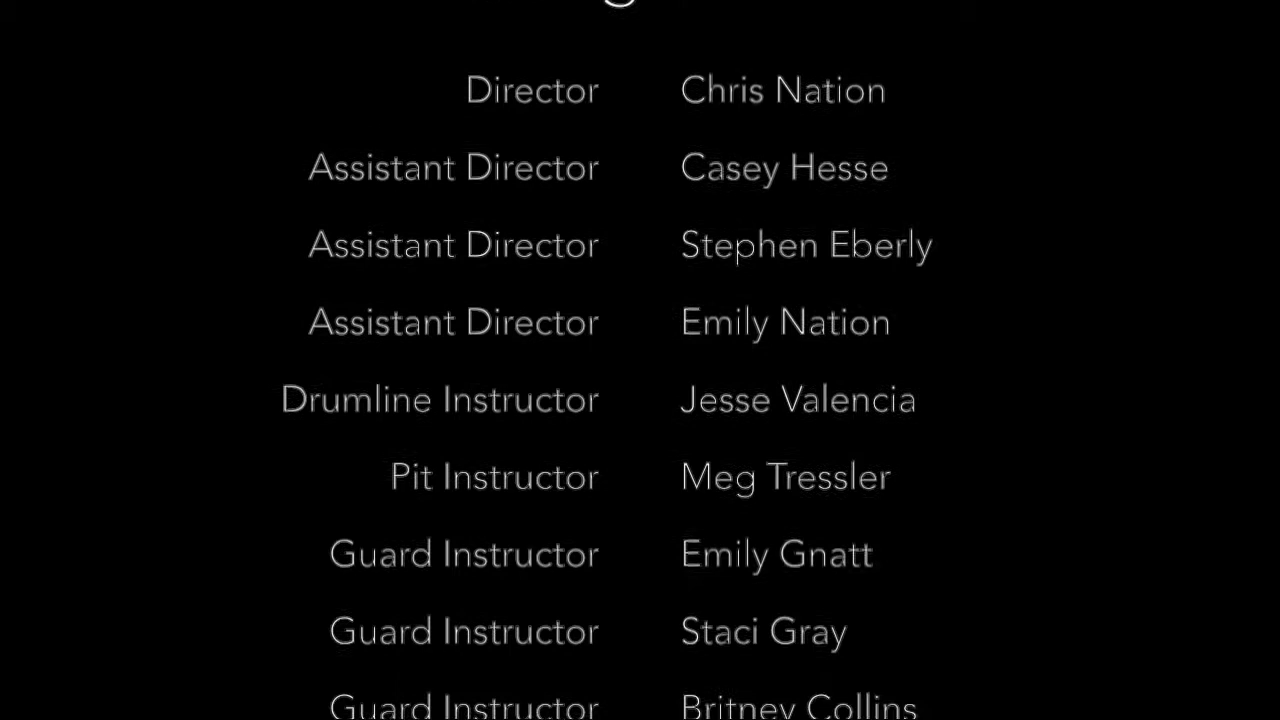 Director Chris Nation
Assistant Director Casey Hesse
Assistant Director Stephen Eberly
Assistant Director Emily Nation
Drumline Instructor Jesse Valencia
Pit Instructor Meg Tressler
Guard Instructor Emily Gnatt
Guard Instructor Staci Gray
Guard Instructor Britney Collins